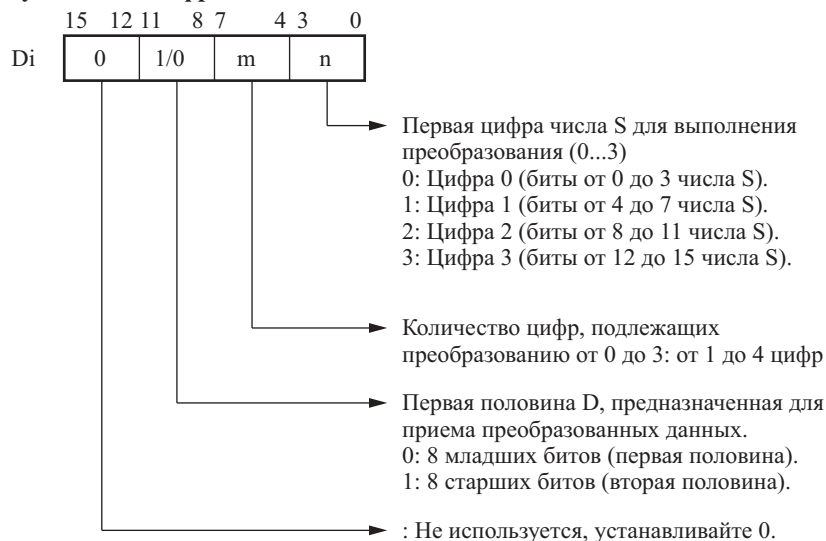 15 12 11 8 7 4 3 0
Di 0 1/0 m n
Первая цифра числа S для выполнения
преобразования (0...3)
0: Цифра 0 (биты от 0 до 3 числа S).
1: Цифра 1 (биты от 4 до 7 числа S).
2: Цифра 2 (биты от 8 до 11 числа S).
3: Цифра 3 (биты от 12 до 15 числа S).
Количество цифр, подлежащих
преобразованию от 0 до 3: от 1 до 4 цифр
Первая половина D, предназначенная для
приема преобразованных данных.
0: 8 младших битов (первая половина).
1: 8 старших битов (вторая половина).
: Не используется, устанавливайте 0.